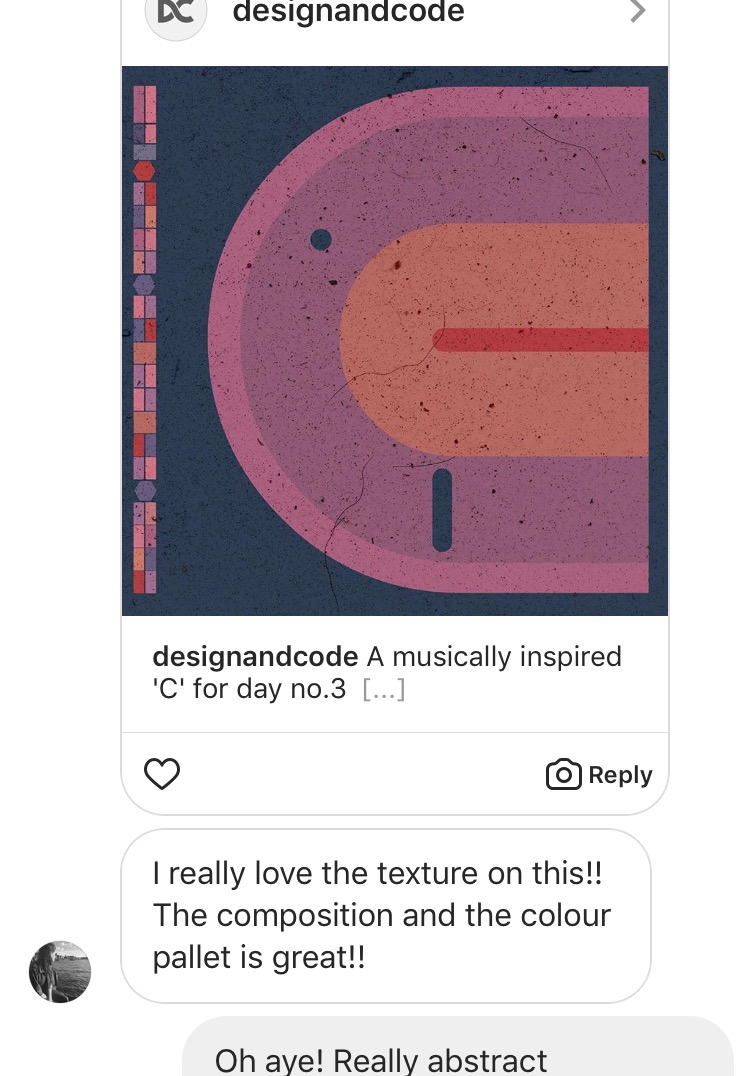 DC
designandcode
designandcode A musically inspired
'C' for day no.3 [...]
Reply
I really love the texture on this!!
The composition and the colour
pallet is great!!
Oh aye! Really abstract